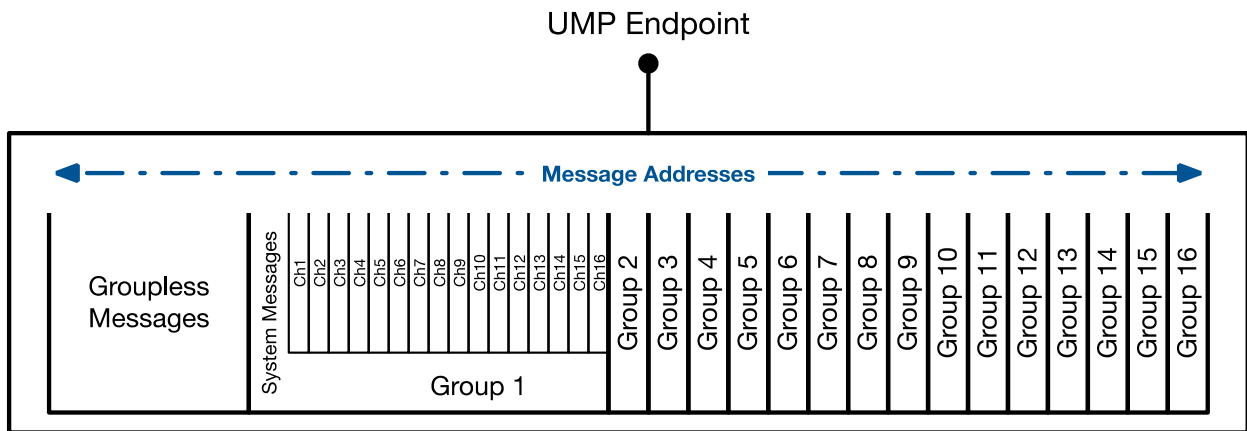 UMP Endpoint
Message Addresses
Groupless
Messages
System Messages
Ch1
Ch2
Ch3
Ch4
Ch5
Ch6
Ch7
Ch8
Ch9
Ch10
Ch11
Ch12
Ch13
Ch14
Ch15
Ch16
Group 1
Group 2
Group 3
Group 4
Group 5
Group 6
Group 7
Group 8
Group 9
Group 10
Group 11
Group 12
Group 13
Group 14
Group 15
Group 16